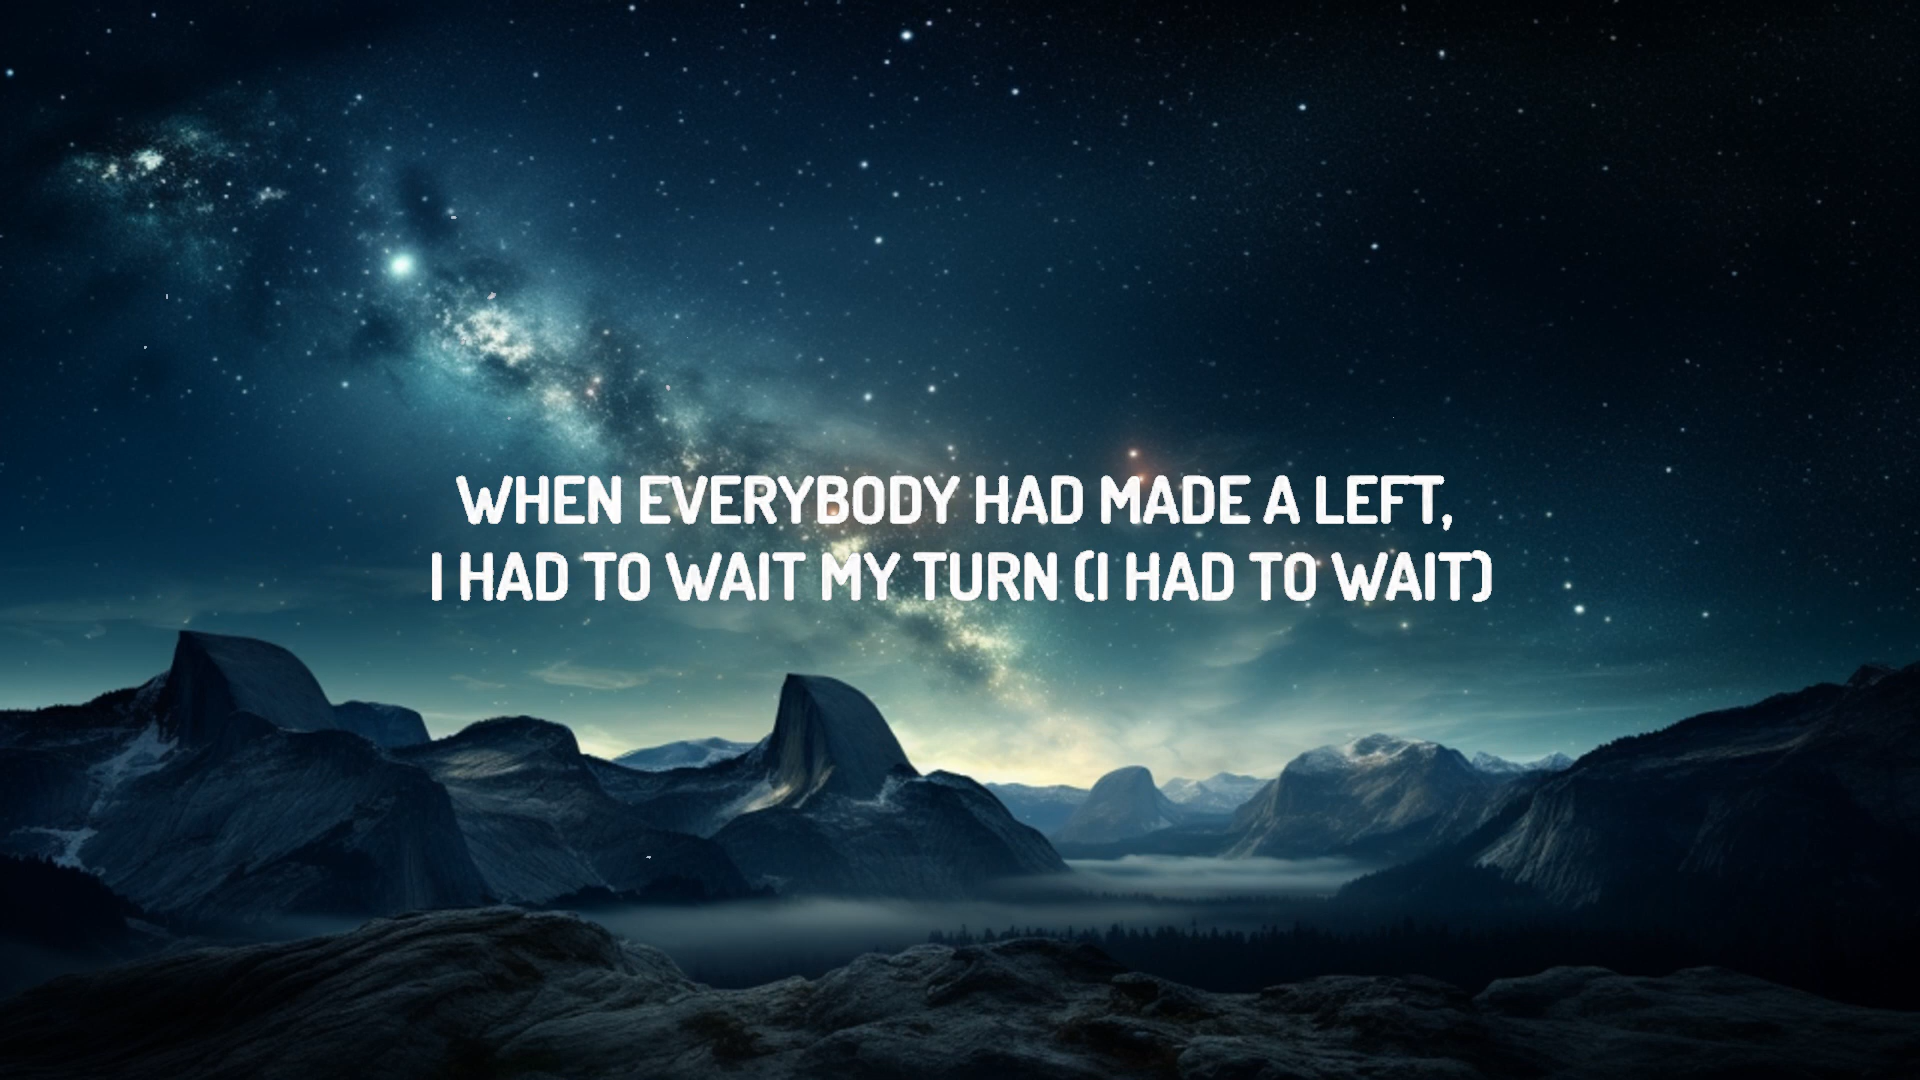 WHEN EVERYBODY HAD MADE A LEFT,
I HAD TO WAIT MY TURN (I HAD TO WAIT)